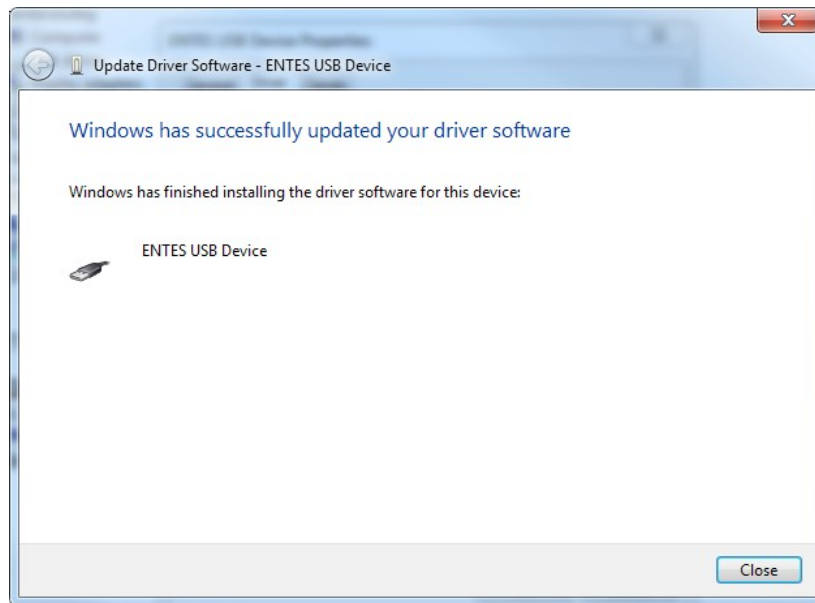 Update Driver Software - ENTES USB Device
Windows has successfully updated your driver software
Windows has finished installing the driver software for this device:
ENTES USB Device
Close